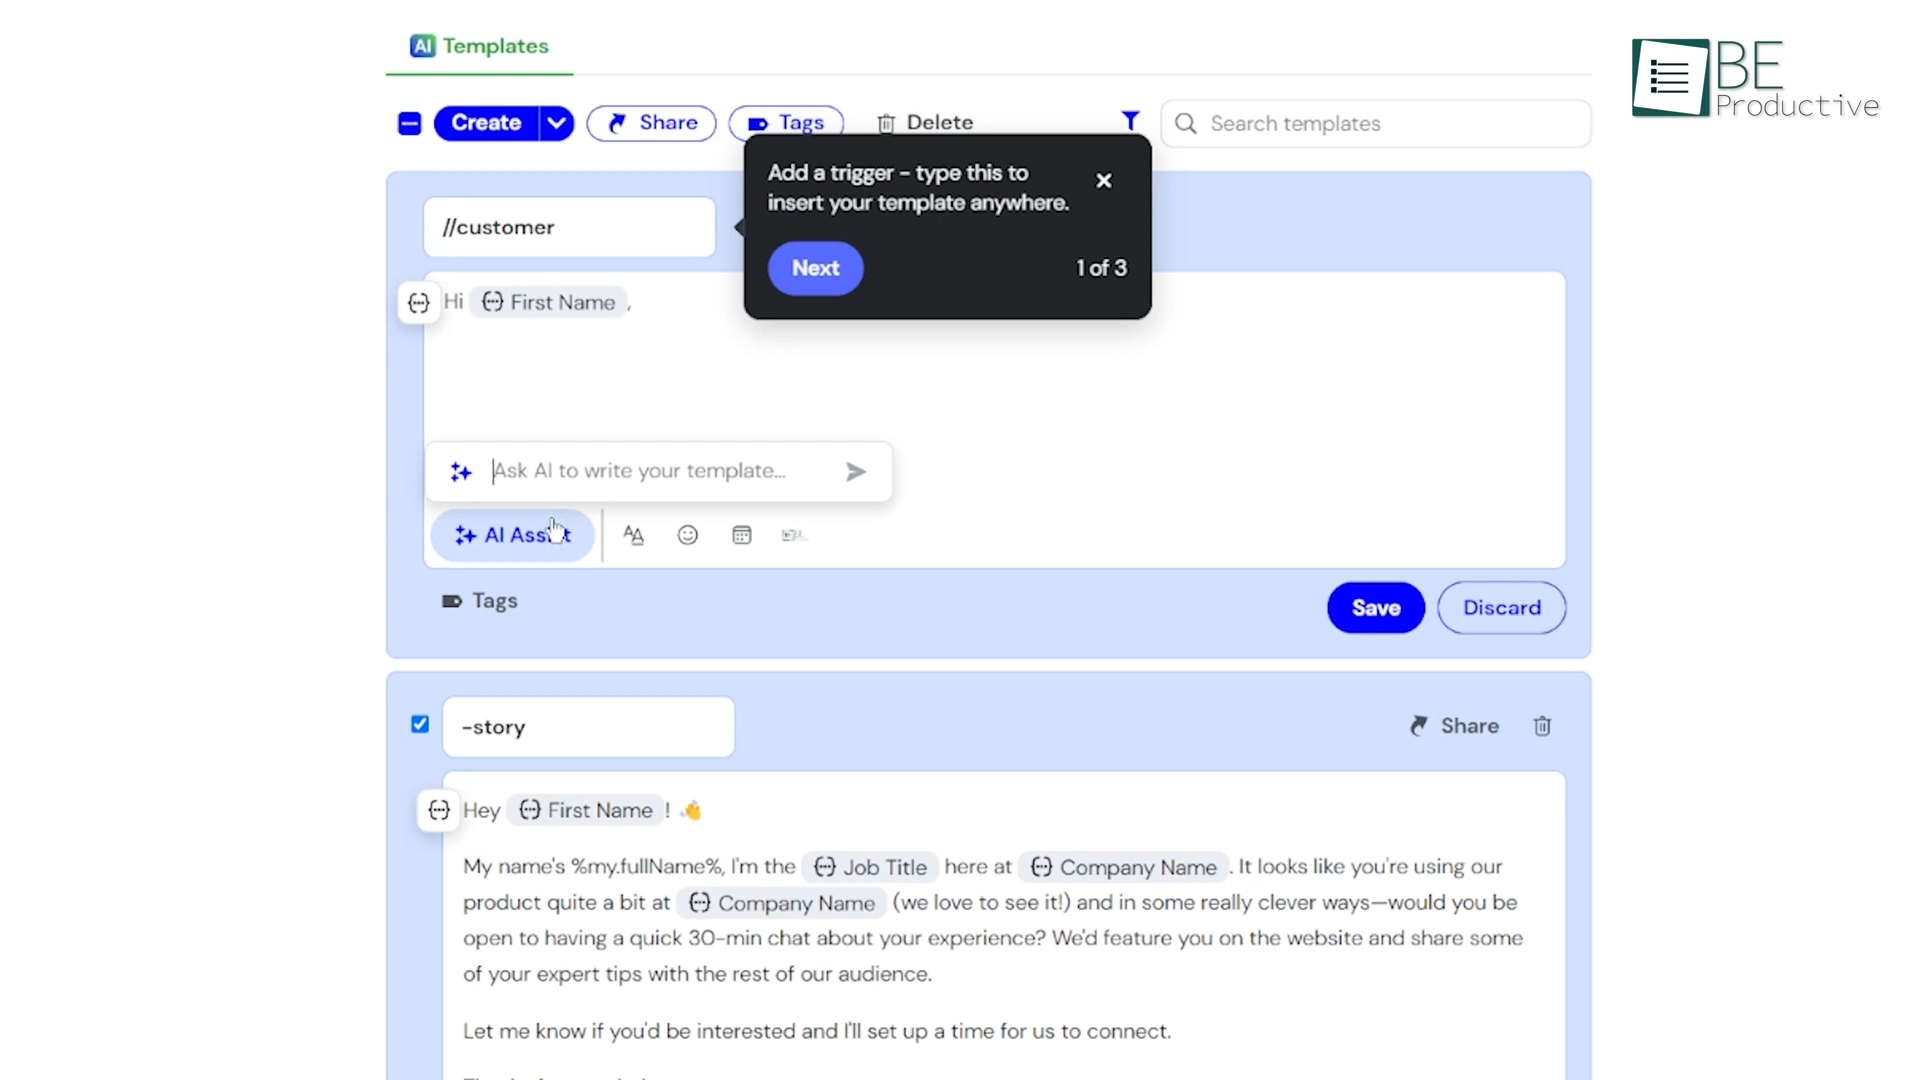 AI Templates
BE
Productive
Create
Share
Tags
Delete
Search templates
Add a trigger - type this to
insert your template anywhere.
Next
1 of 3
//customer
Hi {--} First Name ,
Ask AI to write your template...
AI Assist
Tags
Save
Discard
-story
Share
Hey {--} First Name ! 👋
My name's %my.fullName%, I'm the {--} Job Title here at {--} Company Name . It looks like you're using our
product quite a bit at {--} Company Name (we love to see it!) and in some really clever ways—would you be
open to having a quick 30-min chat about your experience? We'd feature you on the website and share some
of your expert tips with the rest of our audience.
Let me know if you'd be interested and I'll set up a time for us to connect.